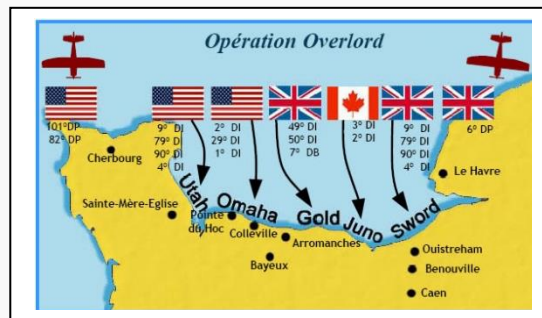 Opération Overlord
101°DP
82° DP
9° DI
79° DI
90° DI
4° DI
2° DI
29° DI
1° DI
49° DI
50° DI
7° DB
3° DI
2° DI
9° DI
79° DI
90° DI
4° DI
6° DP
Cherbourg
Le Havre
Sainte-Mère-Eglise
Utah
Omaha
Gold
Juno
Sword
Pointe
du Hoc
Colleville
Arromanches
Bayeux
Ouistreham
Benouville
Caen